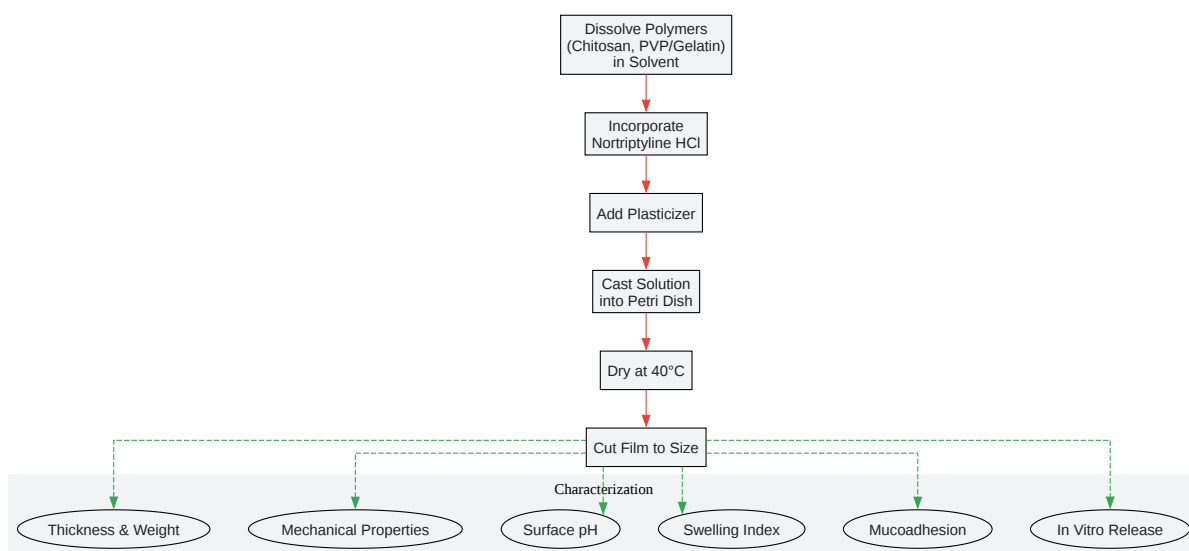 Dissolve Polymers
(Chitosan, PVP/Gelatin)
in Solvent
Incorporate
Nortriptyline HCl
Add Plasticizer
Cast Solution
into Petri Dish
Dry at 40°C
Cut Film to Size
Characterization
Thickness & Weight
Mechanical Properties
Surface pH
Swelling Index
Mucoadhesion
In Vitro Release